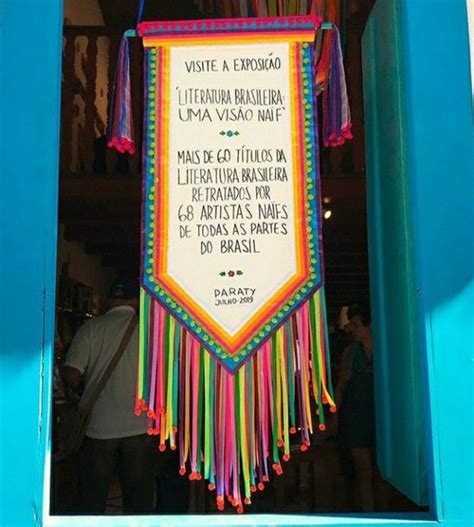 VISITE A EXPOSIÇÃO
"LITERATURA BRASILEIRA:
UMA VISÃO NAÏF"
MAIS DE 60 TÍTULOS DA
LITERATURA BRASILEIRA
RETRATADOS POR
68 ARTISTAS NAÏFS
DE TODAS AS PARTES
DO BRASIL
PARATY
JULHO-2019